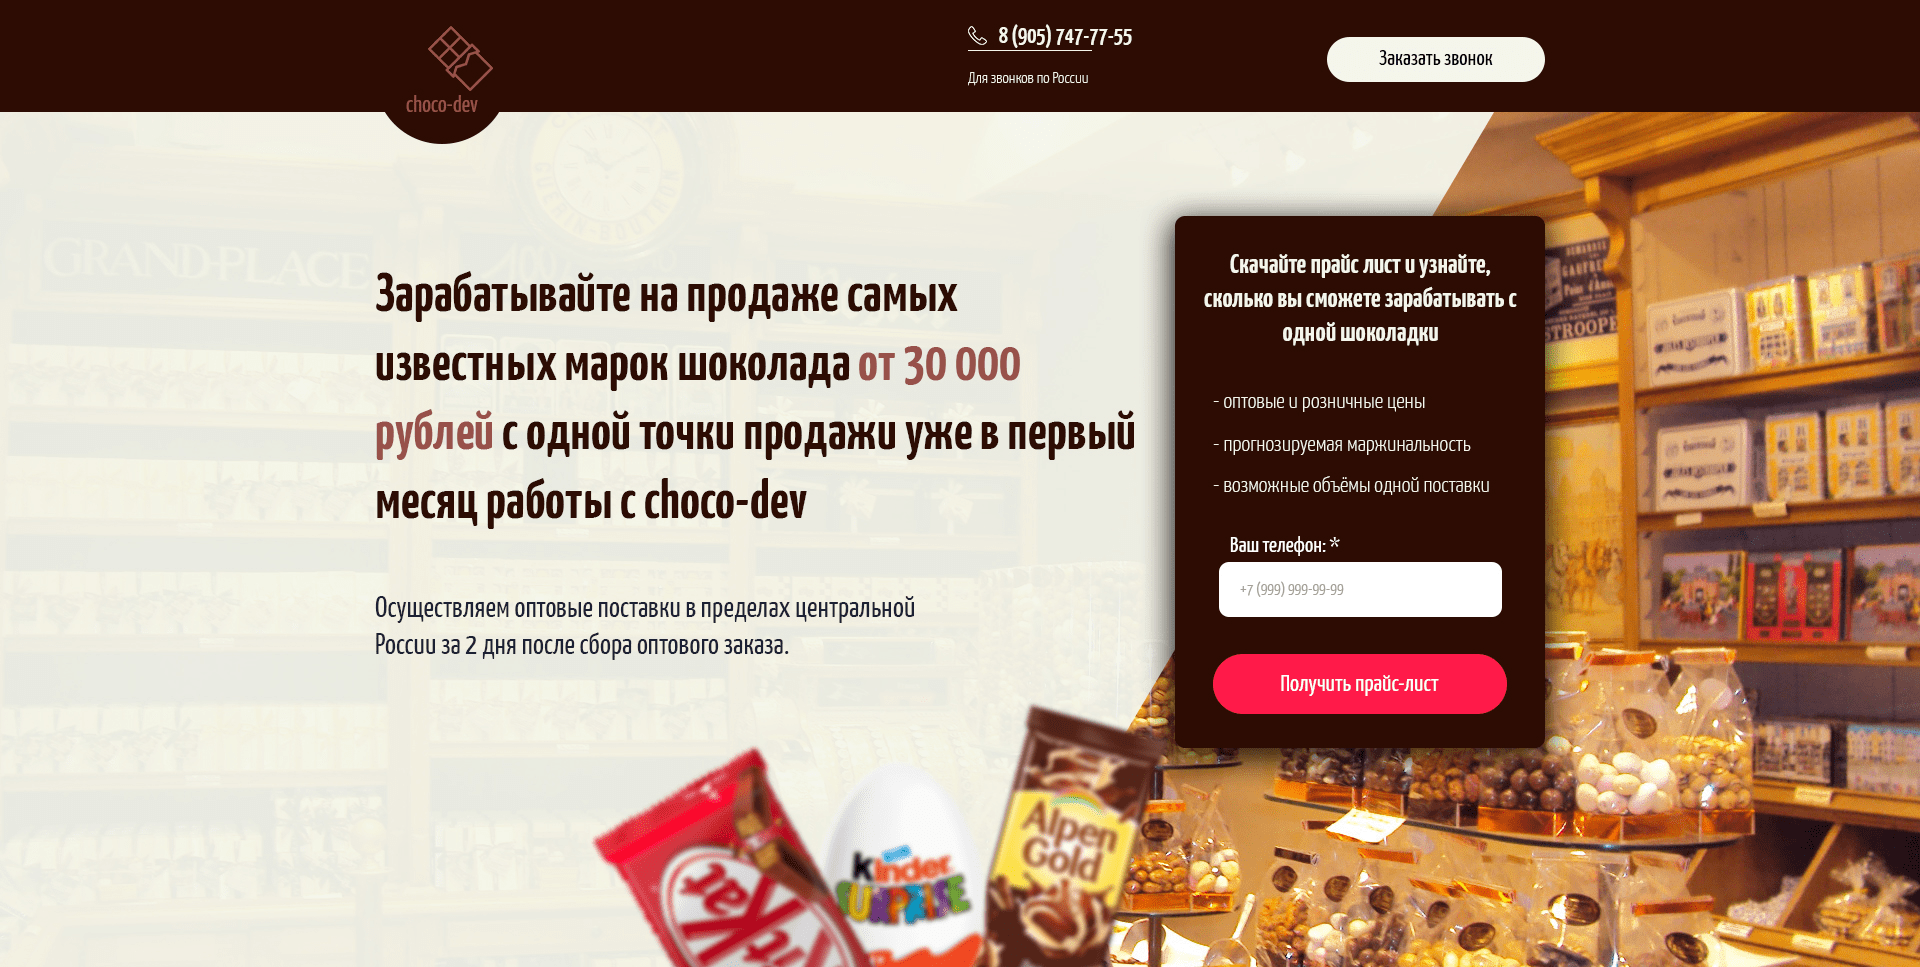 choco-dev
8 (905) 747-77-55
Для звонков по России
Заказать звонок
GRAND-PLACE
Зарабатывайте на продаже самых
известных марок шоколада от 30 000
рублей с одной точки продажи уже в первый
месяц работы с choco-dev
Осуществляем оптовые поставки в пределах центральной
России за 2 дня после сбора оптового заказа.
Скачайте прайс лист и узнайте,
сколько вы сможете зарабатывать с
одной шоколадки
- оптовые и розничные цены
- прогнозируемая маржинальность
- возможные объёмы одной поставки
Ваш телефон: *
+7 (999) 999-99-99
Получить прайс-лист
KitKat
kinder
SURPRISE
Alpen
Gold